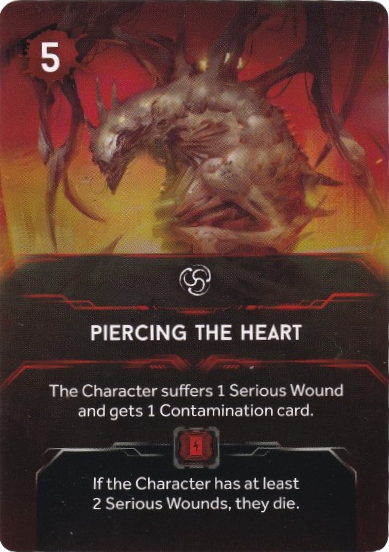 5
PIERCING THE HEART
The Character suffers 1 Serious Wound
and gets 1 Contamination card.
If the Character has at least
2 Serious Wounds, they die.